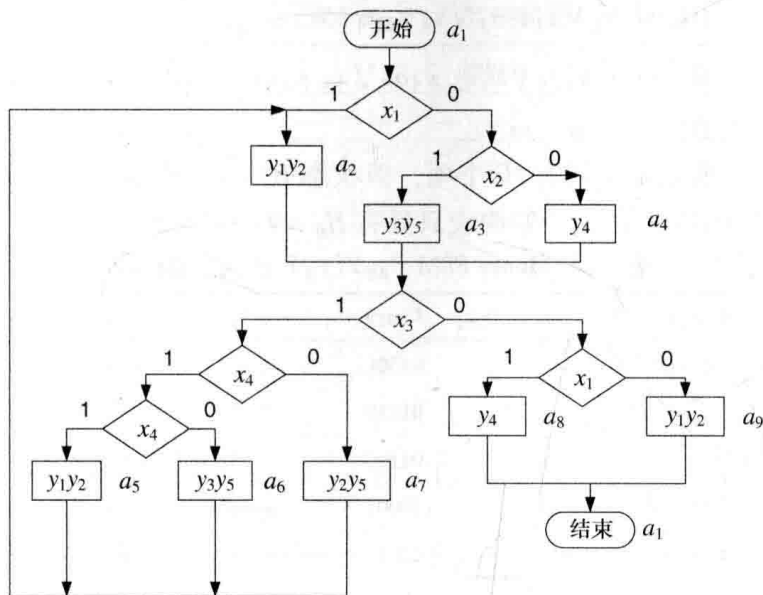 开始 a₁
1 x₁ 0
y₁y₂ a₂
1 x₂ 0
y₃y₅ a₃
y₄ a₄
1 x₃ 0
1 x₄ 0
1 x₁ 0
1 x₄ 0
y₄ a₈
y₁y₂ a₉
y₁y₂ a₅
y₃y₅ a₆
y₂y₅ a₇
结束 a₁